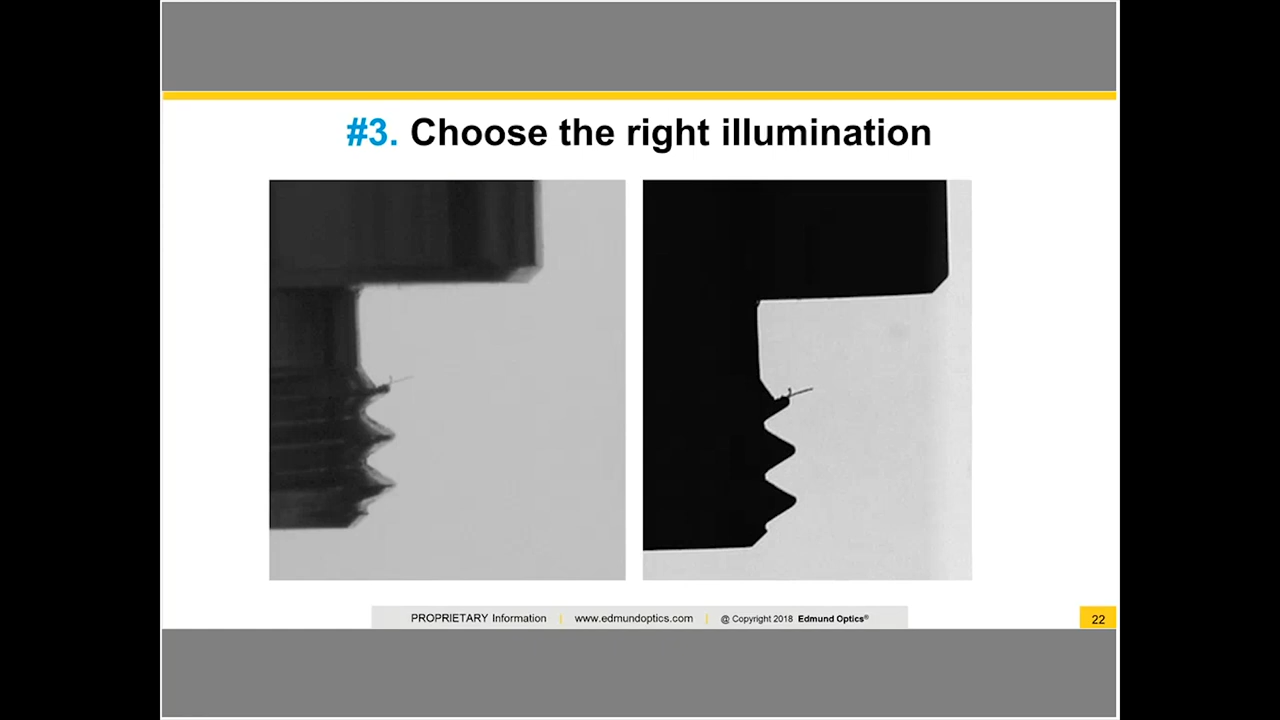 #3. Choose the right illumination
PROPRIETARY Information | www.edmundoptics.com | @ Copyright 2018 Edmund Optics®
22